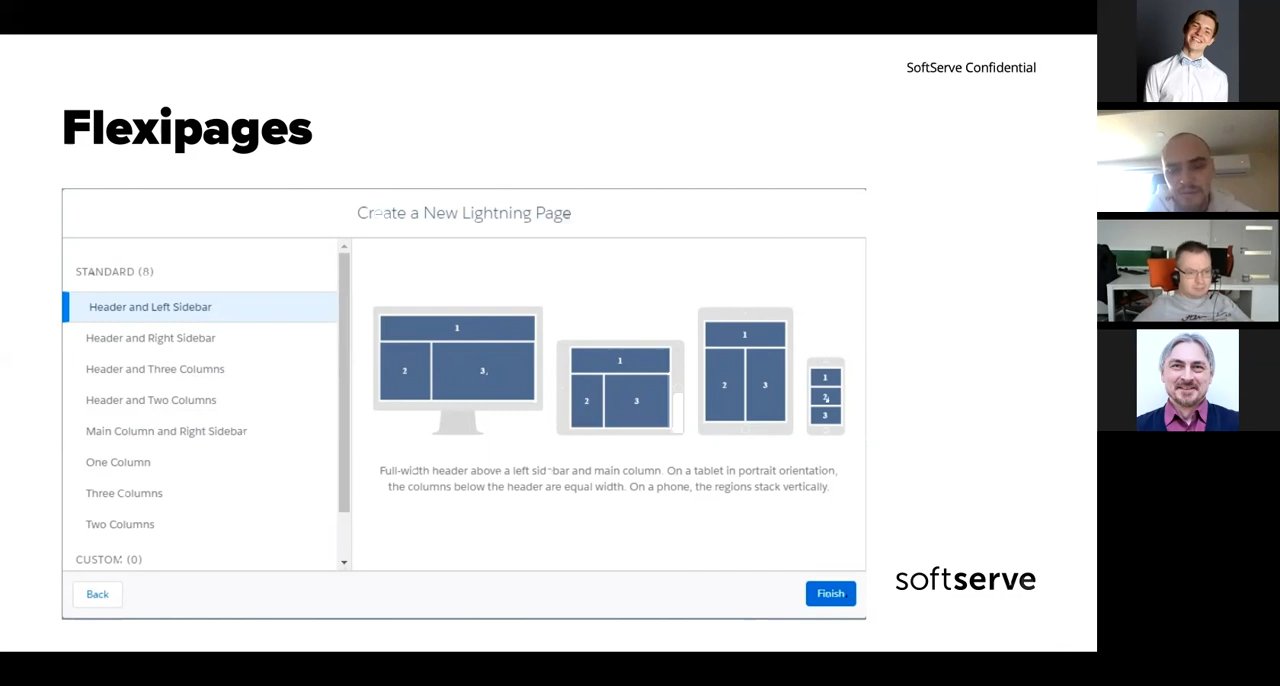 SoftServe Confidential
Flexipages
Create a New Lightning Page
STANDARD (8)
Header and Left Sidebar
Header and Right Sidebar
Header and Three Columns
Header and Two Columns
Main Column and Right Sidebar
One Column
Three Columns
Two Columns
CUSTOM (0)
1
2
3
1
2
3
1
2
3
1
2
3
Full-width header above a left sidebar and main column. On a tablet in portrait orientation,
the columns below the header are equal width. On a phone, the regions stack vertically.
Back
Finish
softserve